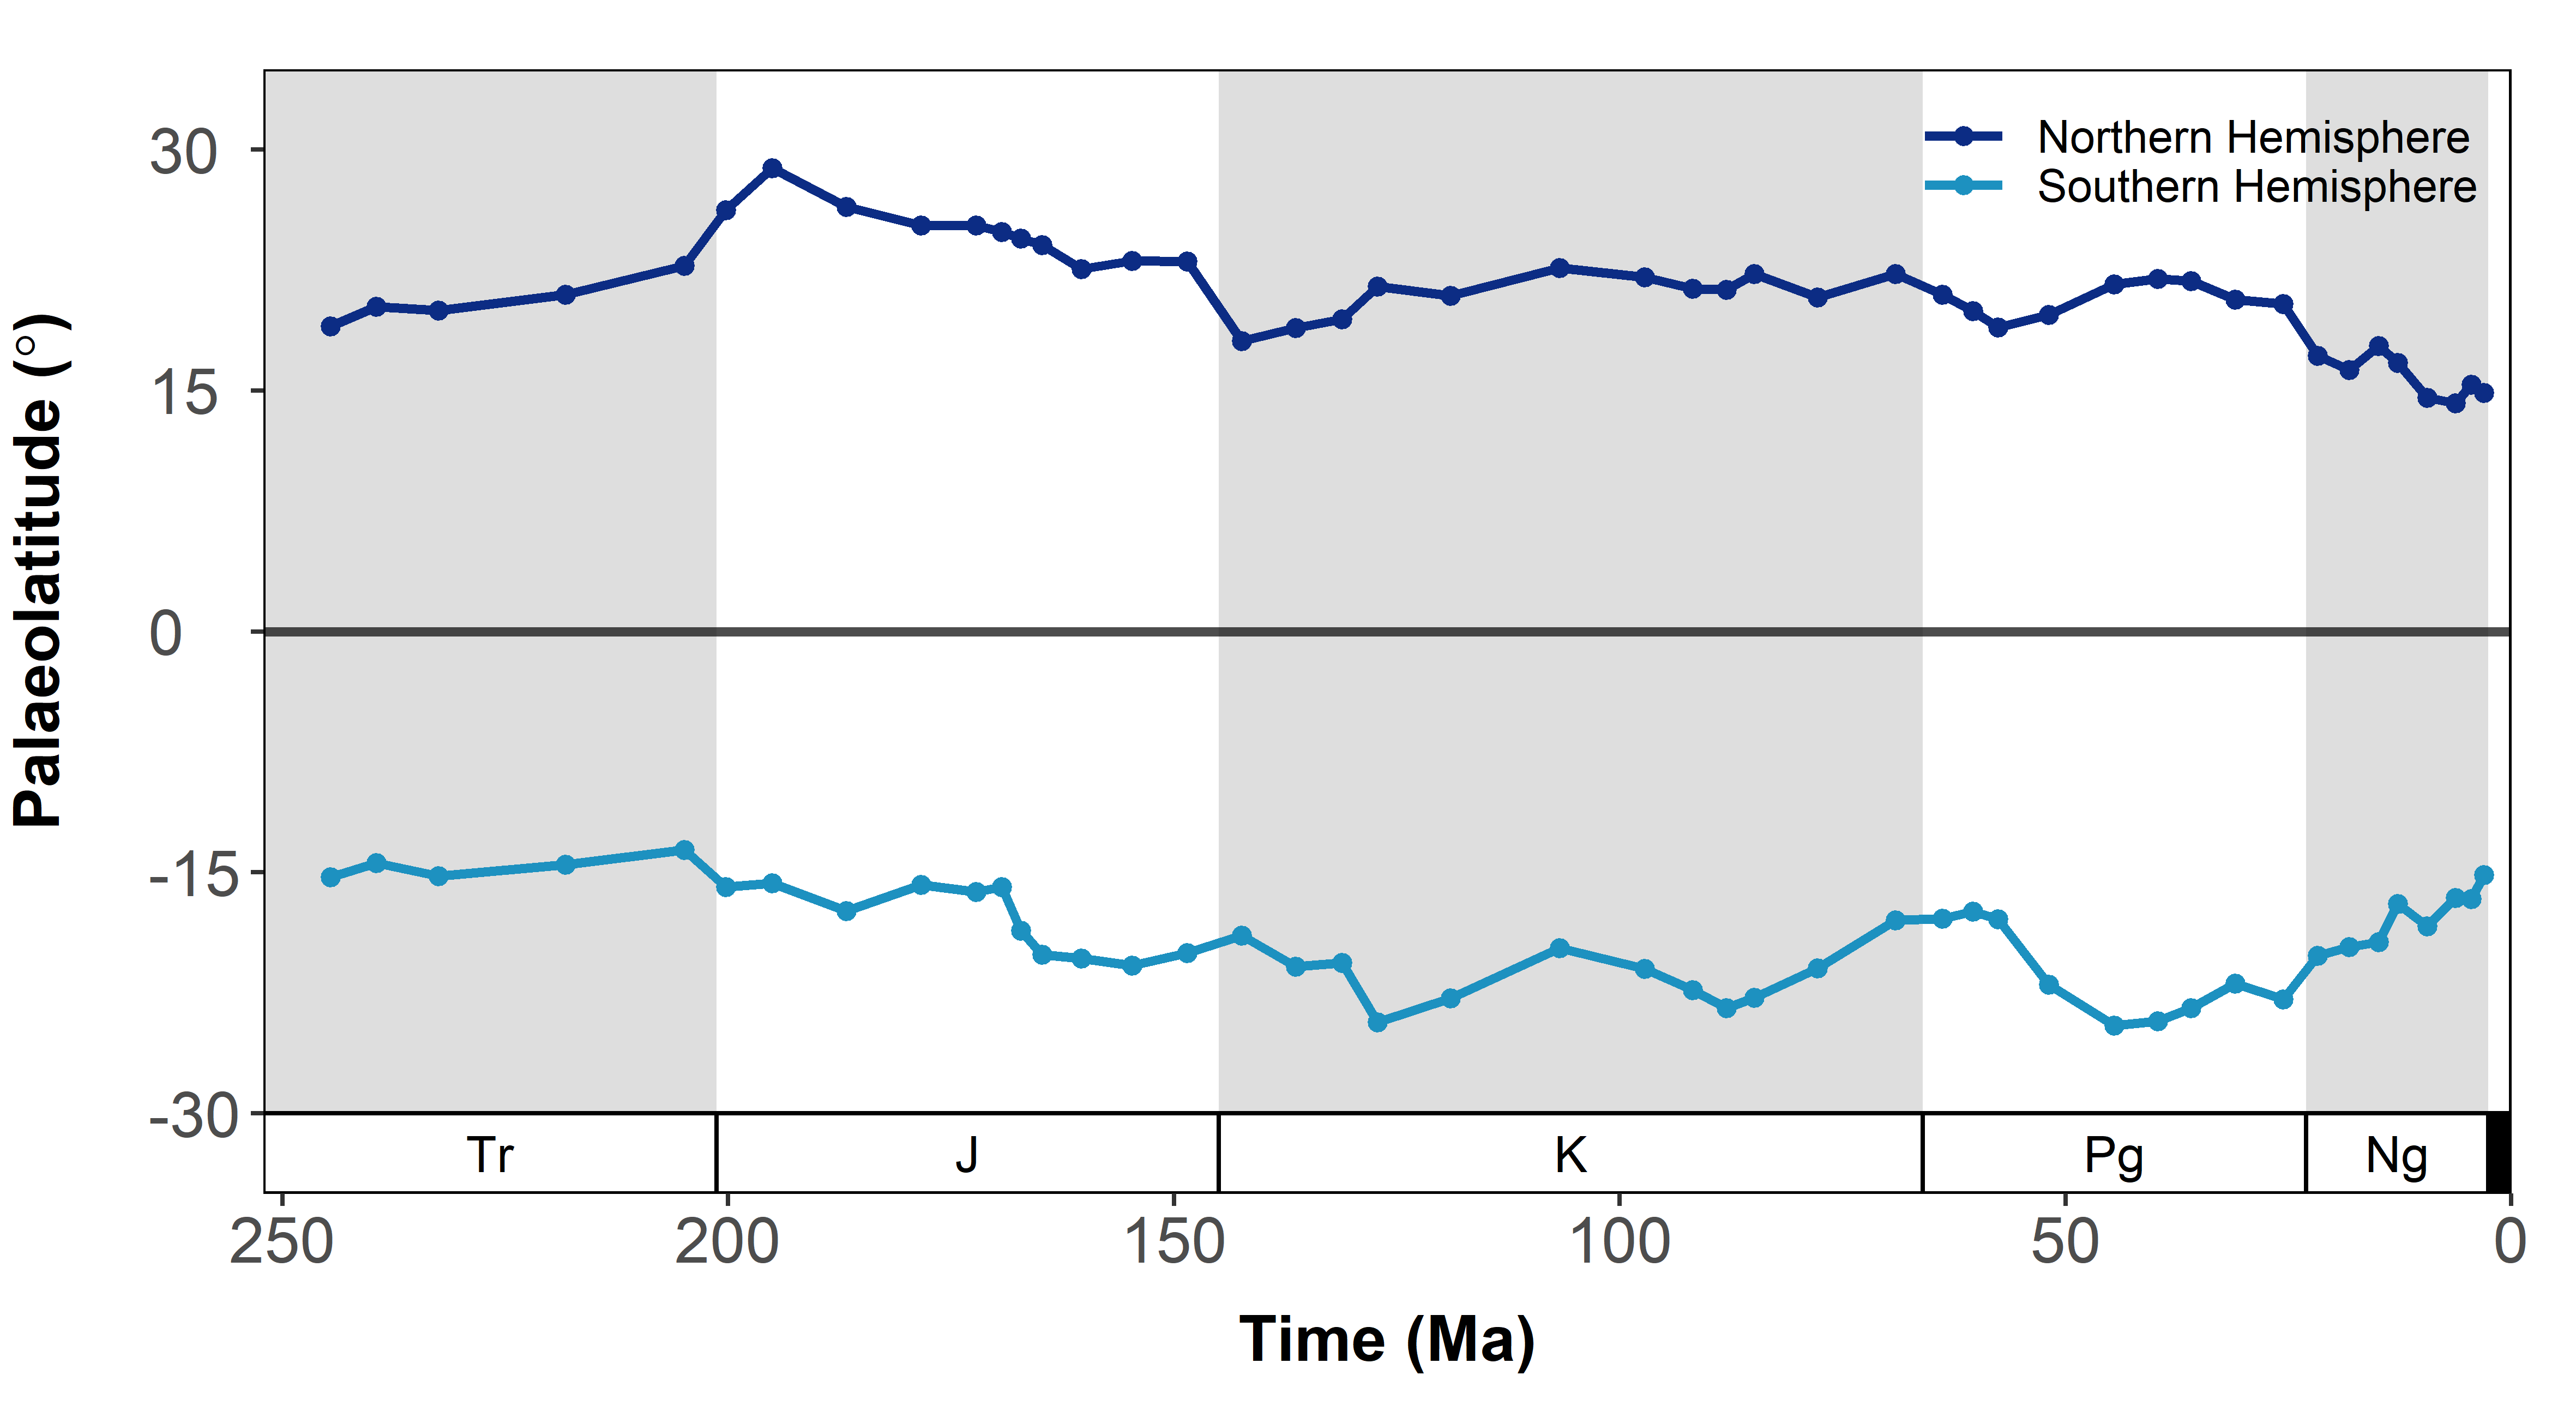 Northern Hemisphere
Southern Hemisphere
Palaeolatitude (°)
30
15
0
-15
-30
Tr J K Pg Ng
250 200 150 100 50 0
Time (Ma)